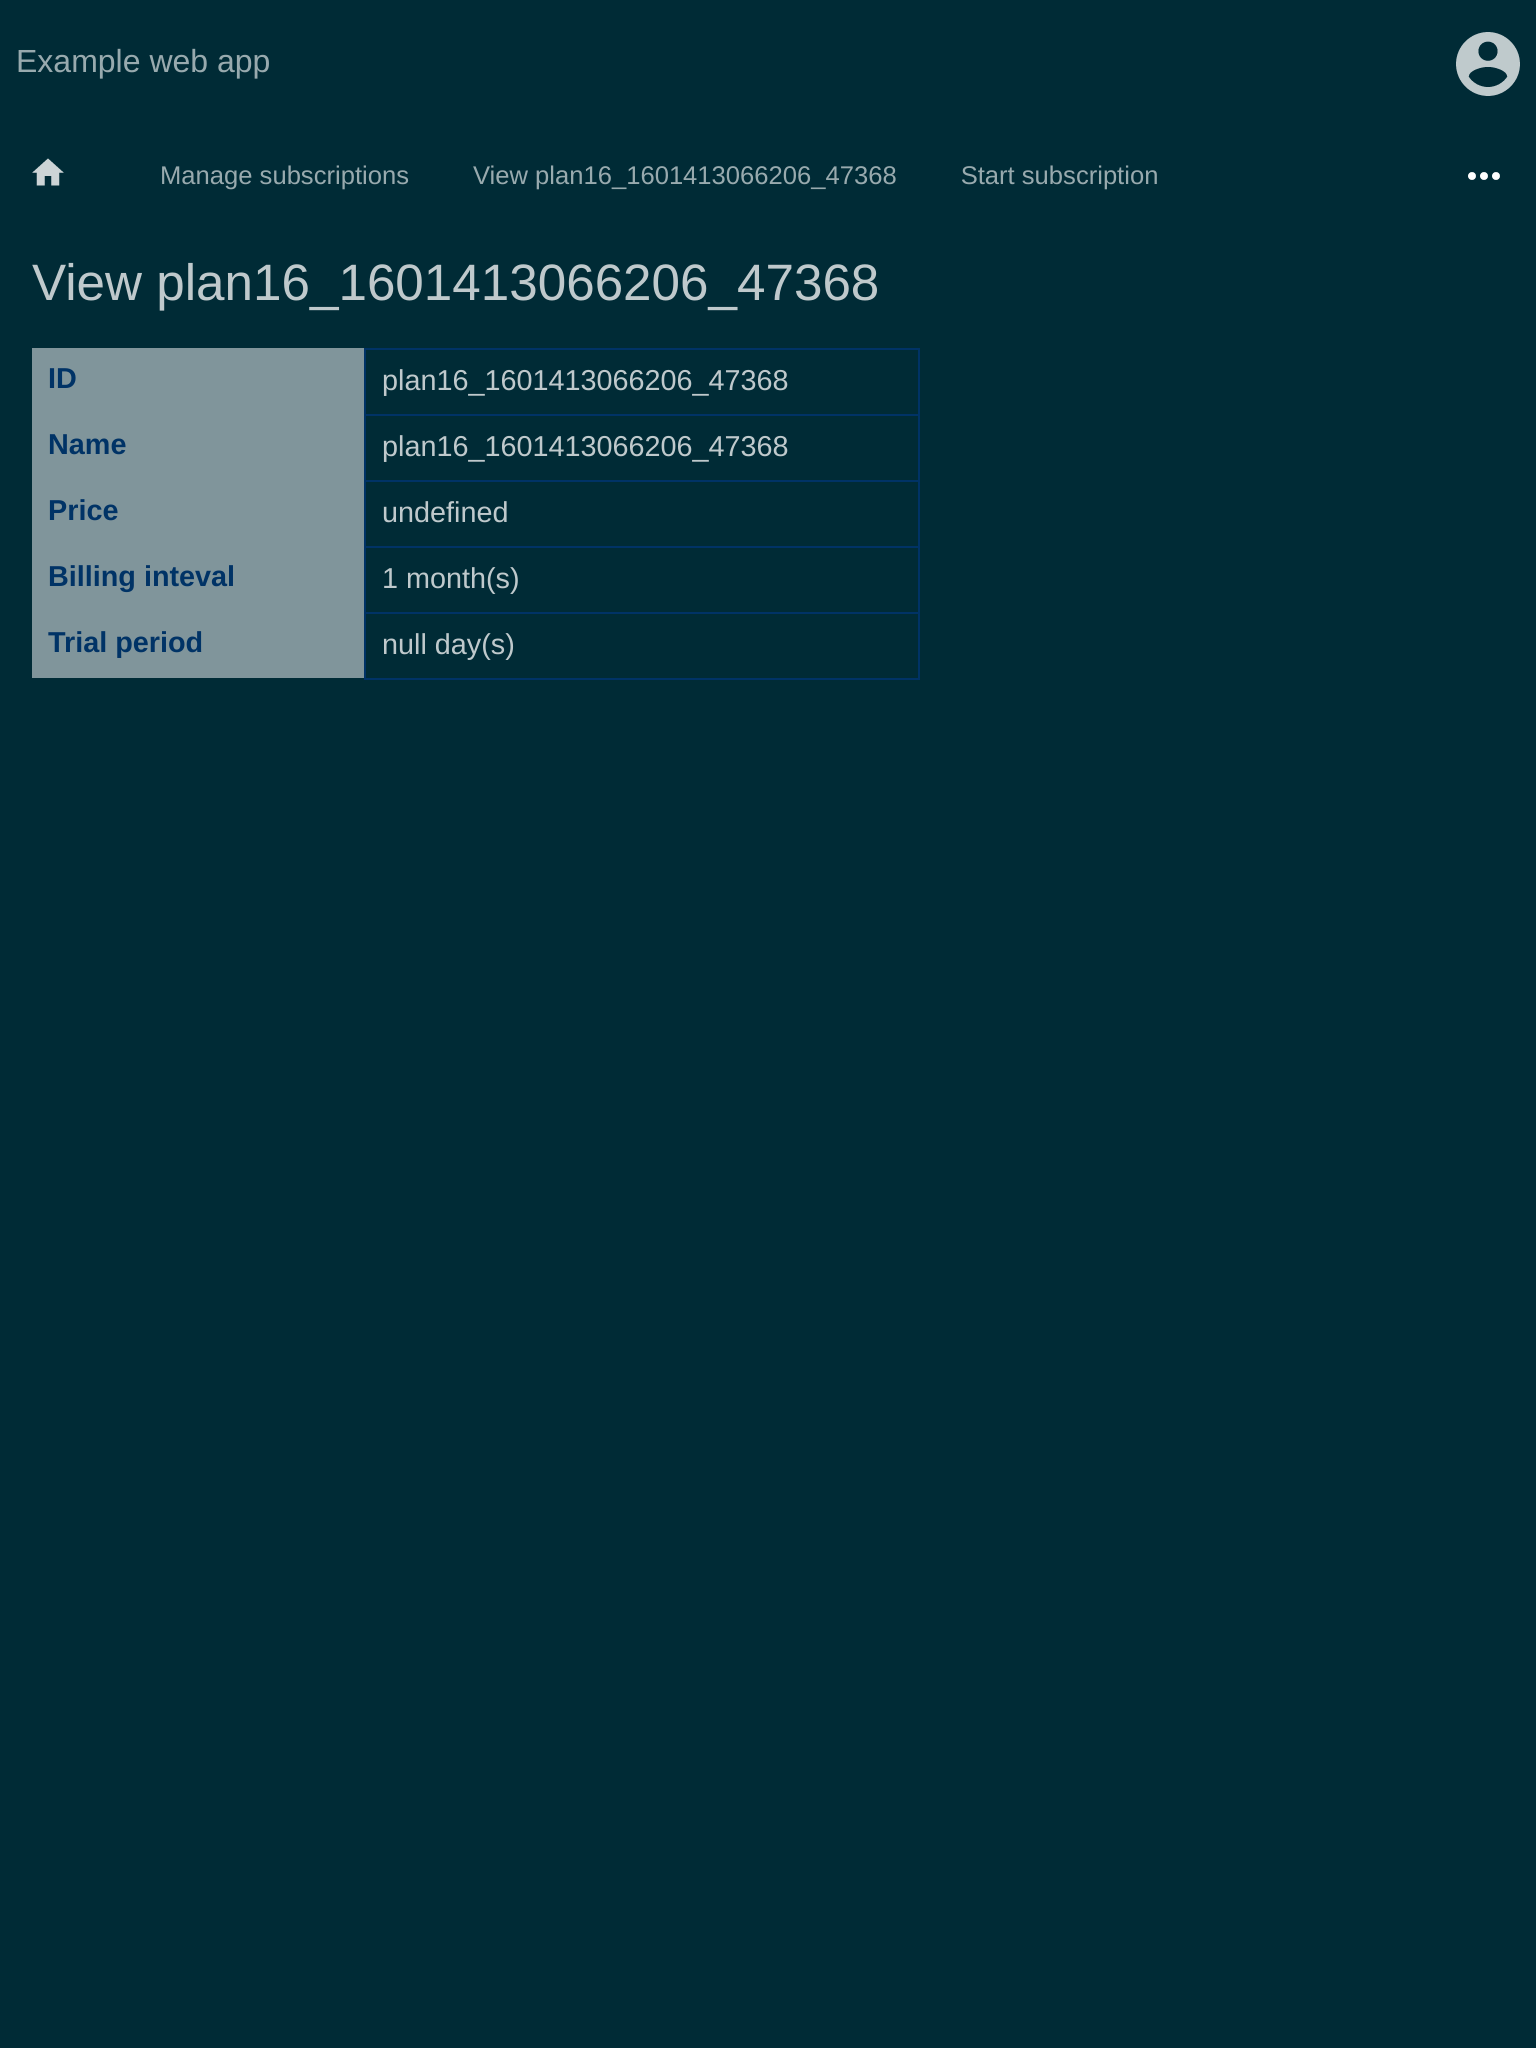 Example web app
Manage subscriptions View plan16_1601413066206_47368 Start subscription
View plan16_1601413066206_47368
ID plan16_1601413066206_47368
Name plan16_1601413066206_47368
Price undefined
Billing inteval 1 month(s)
Trial period null day(s)